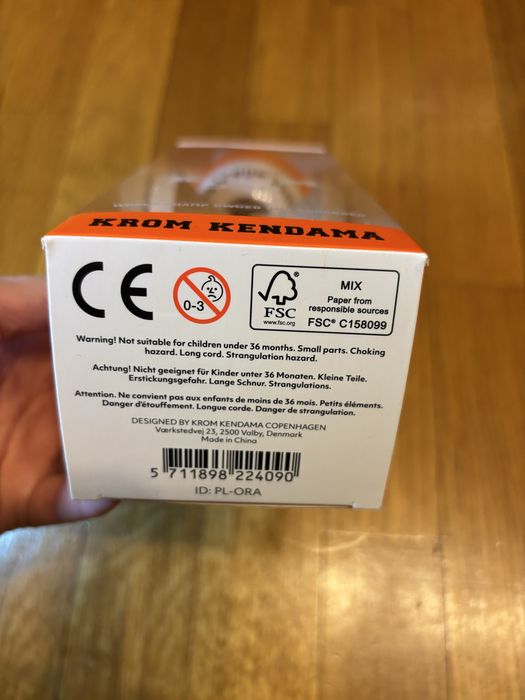 KROM KENDAMA
CE
0-3
FSC
www.fsc.org
MIX
Paper from
responsible sources
FSC® C158099
Warning! Not suitable for children under 36 months. Small parts. Choking
hazard. Long cord. Strangulation hazard.
Achtung! Nicht geeignet für Kinder unter 36 Monaten. Kleine Teile.
Erstickungsgefahr. Lange Schnur. Strangulations.
Attention. Ne convient pas aux enfants de moins de 36 mois. Petits éléments.
Danger d'étouffement. Longue corde. Danger de strangulation.
DESIGNED BY KROM KENDAMA COPENHAGEN
Værkstedvej 23, 2500 Valby, Denmark
Made in China
5 711898 224090
ID: PL-ORA